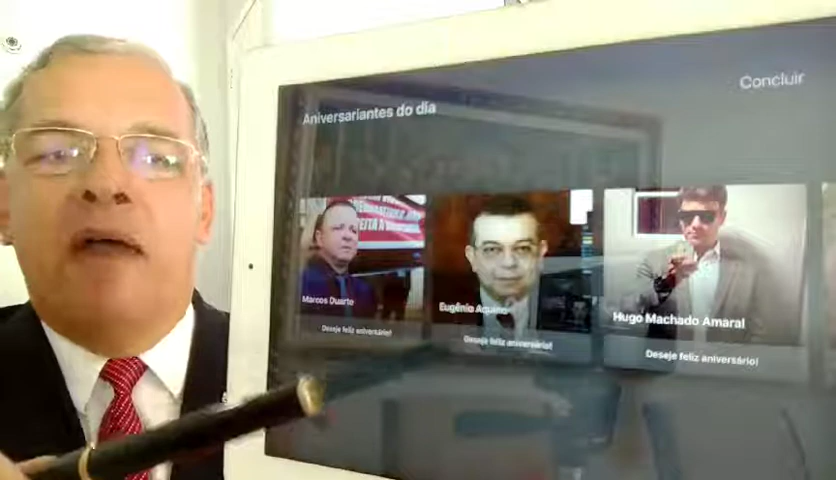 Concluir
Aniversariantes do dia
Marcos Duarte
Deseje feliz aniversário!
Eugênio Aquino
Deseje feliz aniversário!
Hugo Machado Amaral
Deseje feliz aniversário!